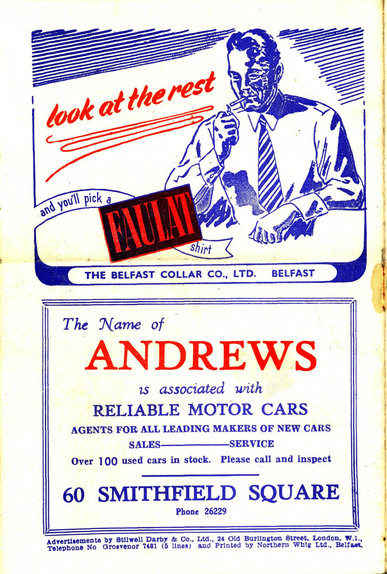 look at the rest
and you'll pick a
FAULAT
shirt
THE BELFAST COLLAR CO., LTD. BELFAST
The Name of
ANDREWS
is associated with
RELIABLE MOTOR CARS
AGENTS FOR ALL LEADING MAKERS OF NEW CARS
SALES————SERVICE
Over 100 used cars in stock. Please call and inspect
60 SMITHFIELD SQUARE
Phone 26229
Advertisements by Stilwell Darby & Co., Ltd., 24 Old Burlington Street, London, W.1.,
Telephone No Grosvenor 7481 (5 lines; and Printed by Northern Whig Ltd., Belfast.